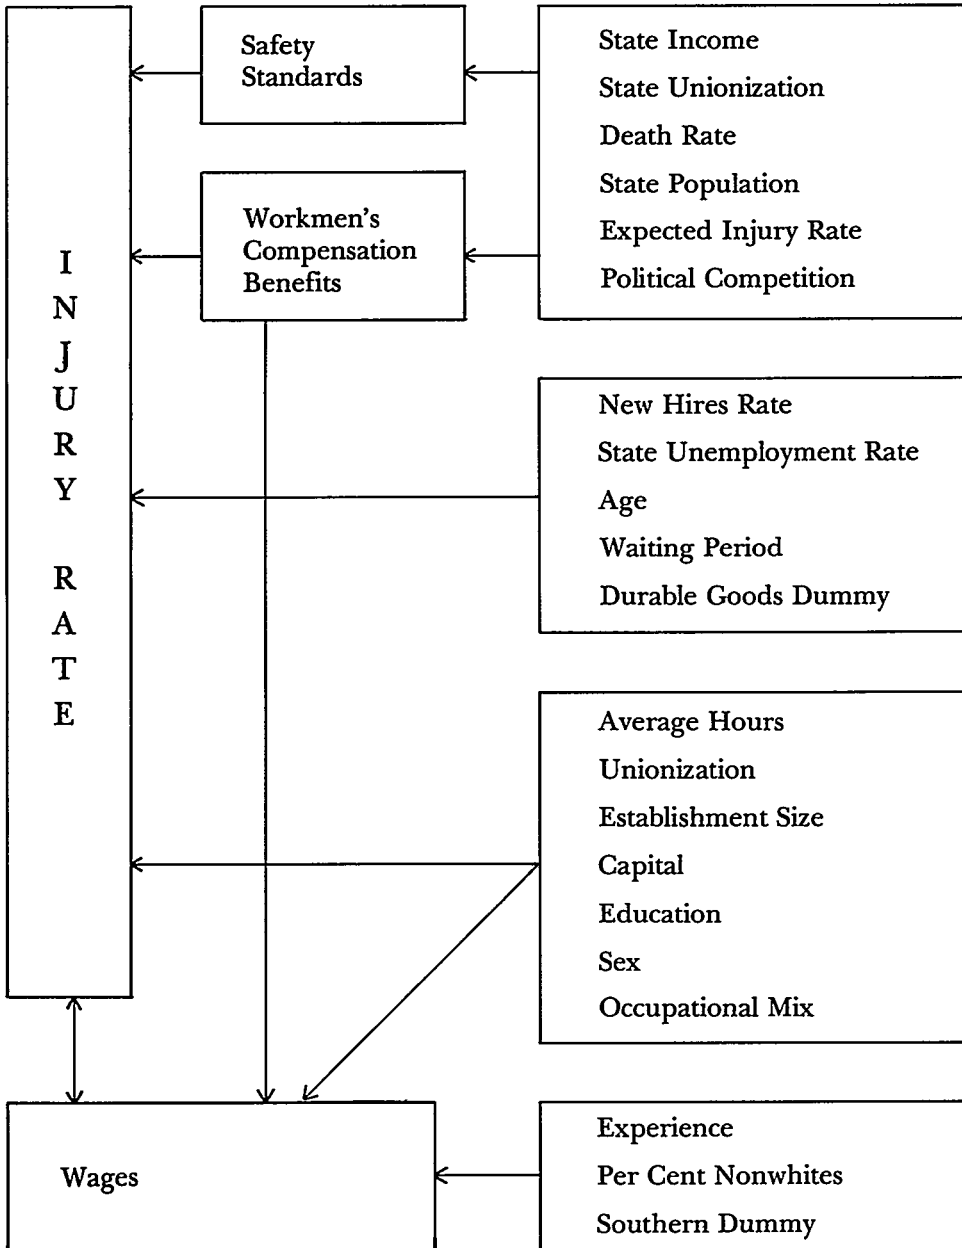 Safety
Standards
State Income
State Unionization
Death Rate
State Population
Expected Injury Rate
Political Competition
Workmen's
Compensation
Benefits
INJURY RATE
New Hires Rate
State Unemployment Rate
Age
Waiting Period
Durable Goods Dummy
Average Hours
Unionization
Establishment Size
Capital
Education
Sex
Occupational Mix
Wages
Experience
Per Cent Nonwhites
Southern Dummy